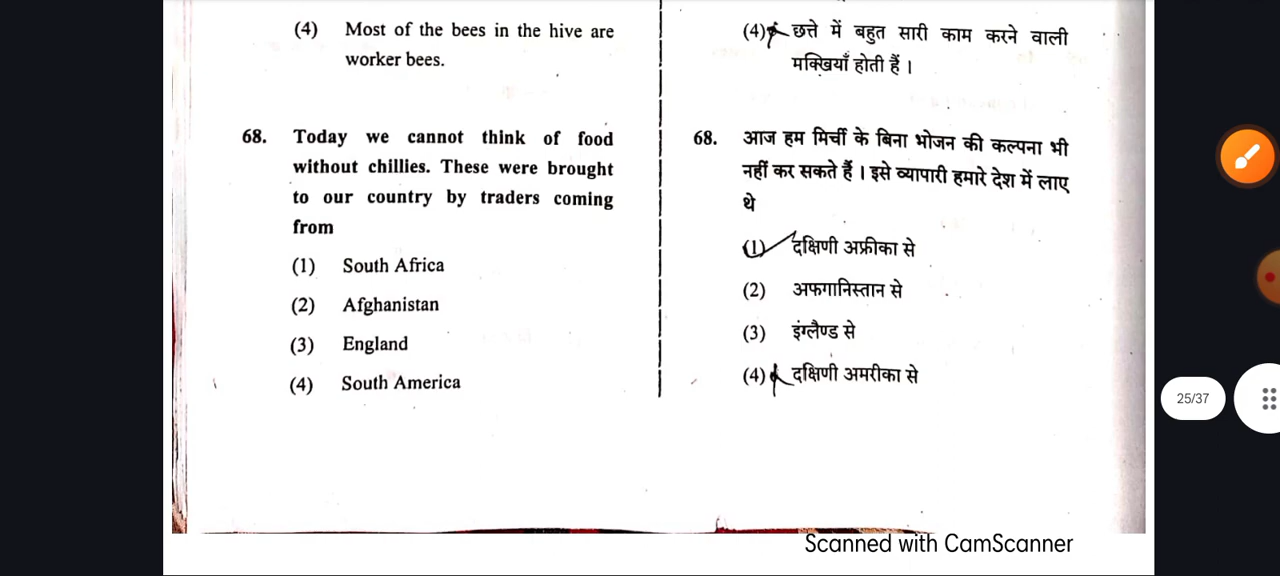 (4) Most of the bees in the hive are
worker bees.
68. Today we cannot think of food
without chillies. These were brought
to our country by traders coming
from
(1) South Africa
(2) Afghanistan
(3) England
(4) South America
(4) छत्ते में बहुत सारी काम करने वाली
मक्खियाँ होती हैं ।
68. आज हम मिर्ची के बिना भोजन की कल्पना भी
नहीं कर सकते हैं । इसे व्यापारी हमारे देश में लाए
थे
(1) दक्षिणी अफ्रीका से
(2) अफगानिस्तान से
(3) इंग्लैण्ड से
(4) दक्षिणी अमरीका से
25/37
Scanned with CamScanner